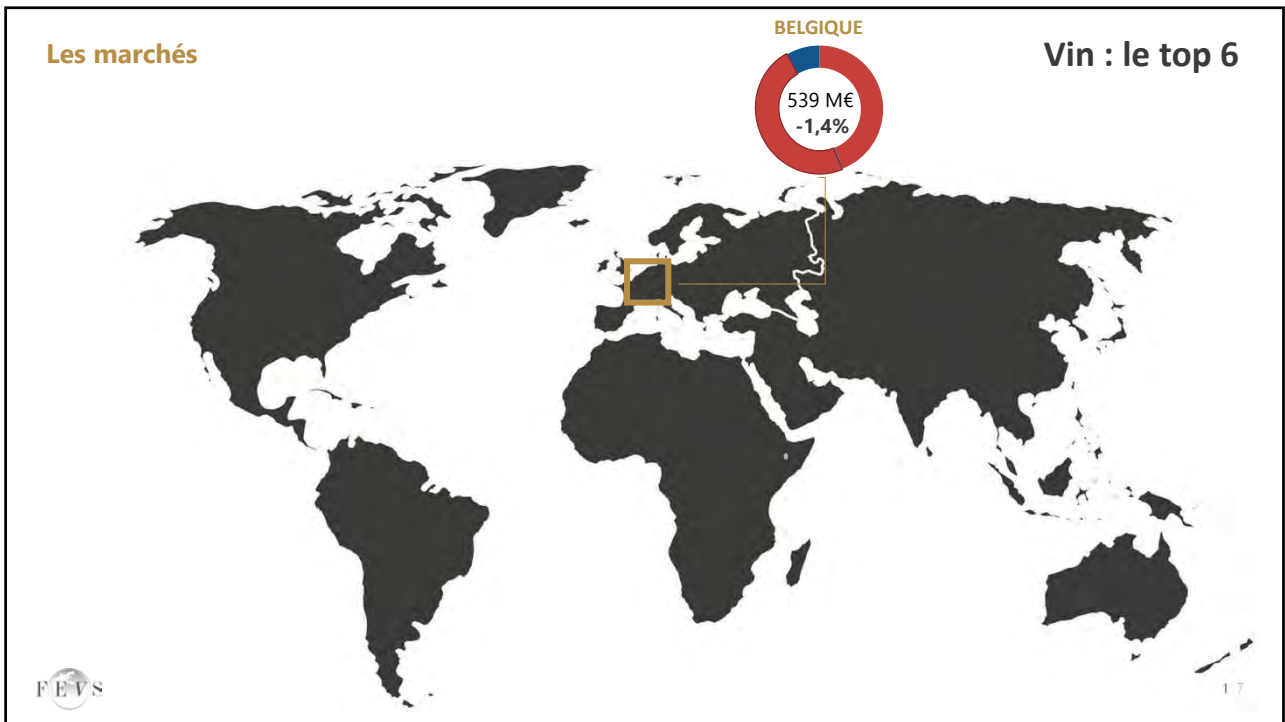 Les marchés
BELGIQUE
Vin : le top 6
539 M€
-1,4%
FEVS
17